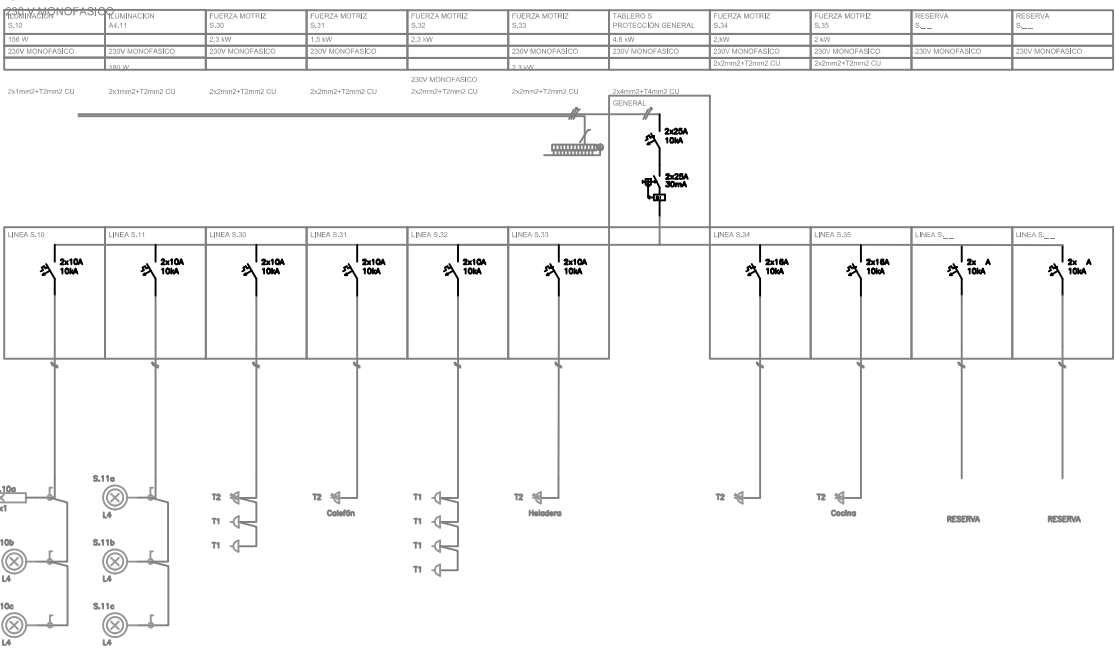 230 V MONOFASICO
ILUMINACION ILUMINACION FUERZA MOTRIZ FUERZA MOTRIZ FUERZA MOTRIZ FUERZA MOTRIZ TABLERO S FUERZA MOTRIZ FUERZA MOTRIZ RESERVA RESERVA
S.10 A4.11 S.30 S.31 S.32 S.33 PROTECCIÓN GENERAL S.34 S.35 S.__ S.__
156 W 2,3 kW 1,5 kW 2,3 kW 4,6 kW 2,kW 2 kW
230V MONOFASICO 230V MONOFASICO 230V MONOFASICO 230V MONOFASICO 230V MONOFASICO 230V MONOFASICO 230V MONOFASICO 230V MONOFASICO 230V MONOFASICO 230V MONOFASICO
180 W 2,3 kW 2x2mm2+T2mm2 CU 2x2mm2+T2mm2 CU
230V MONOFASICO
2x1mm2+T2mm2 CU 2x1mm2+T2mm2 CU 2x2mm2+T2mm2 CU 2x2mm2+T2mm2 CU 2x2mm2+T2mm2 CU 2x2mm2+T2mm2 CU 2x4mm2+T4mm2 CU
GENERAL
2x25A
10kA
2x25A
30mA
LINEA S.10 LINEA S.11 LINEA S.30 LINEA S.31 LINEA S.32 LINEA S.33 LINEA S.34 LINEA S.35 LINEA S.__ LINEA S.__
2x10A 2x10A 2x10A 2x10A 2x10A 2x10A 2x16A 2x16A 2x A 2x A
10kA 10kA 10kA 10kA 10kA 10kA 10kA 10kA 10kA 10kA
.10a S.11a
x1 L4
T2 T2 T1 T2 T2 T2
Calefón Heladera Cocina
T1 T1 RESERVA RESERVA
10b S.11b T1 T1
L4 L4 T1
10c S.11c
L4 L4